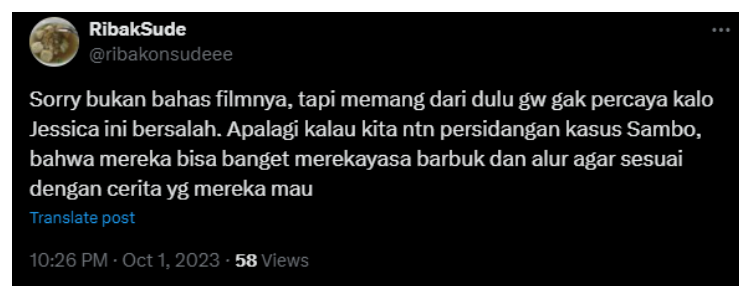 RibakSude
@ribakonsudeee
Sorry bukan bahas filmnya, tapi memang dari dulu gw gak percaya kalo
Jessica ini bersalah. Apalagi kalau kita ntn persidangan kasus Sambo,
bahwa mereka bisa banget merekayasa barbuk dan alur agar sesuai
dengan cerita yg mereka mau
Translate post
10:26 PM · Oct 1, 2023 · 58 Views